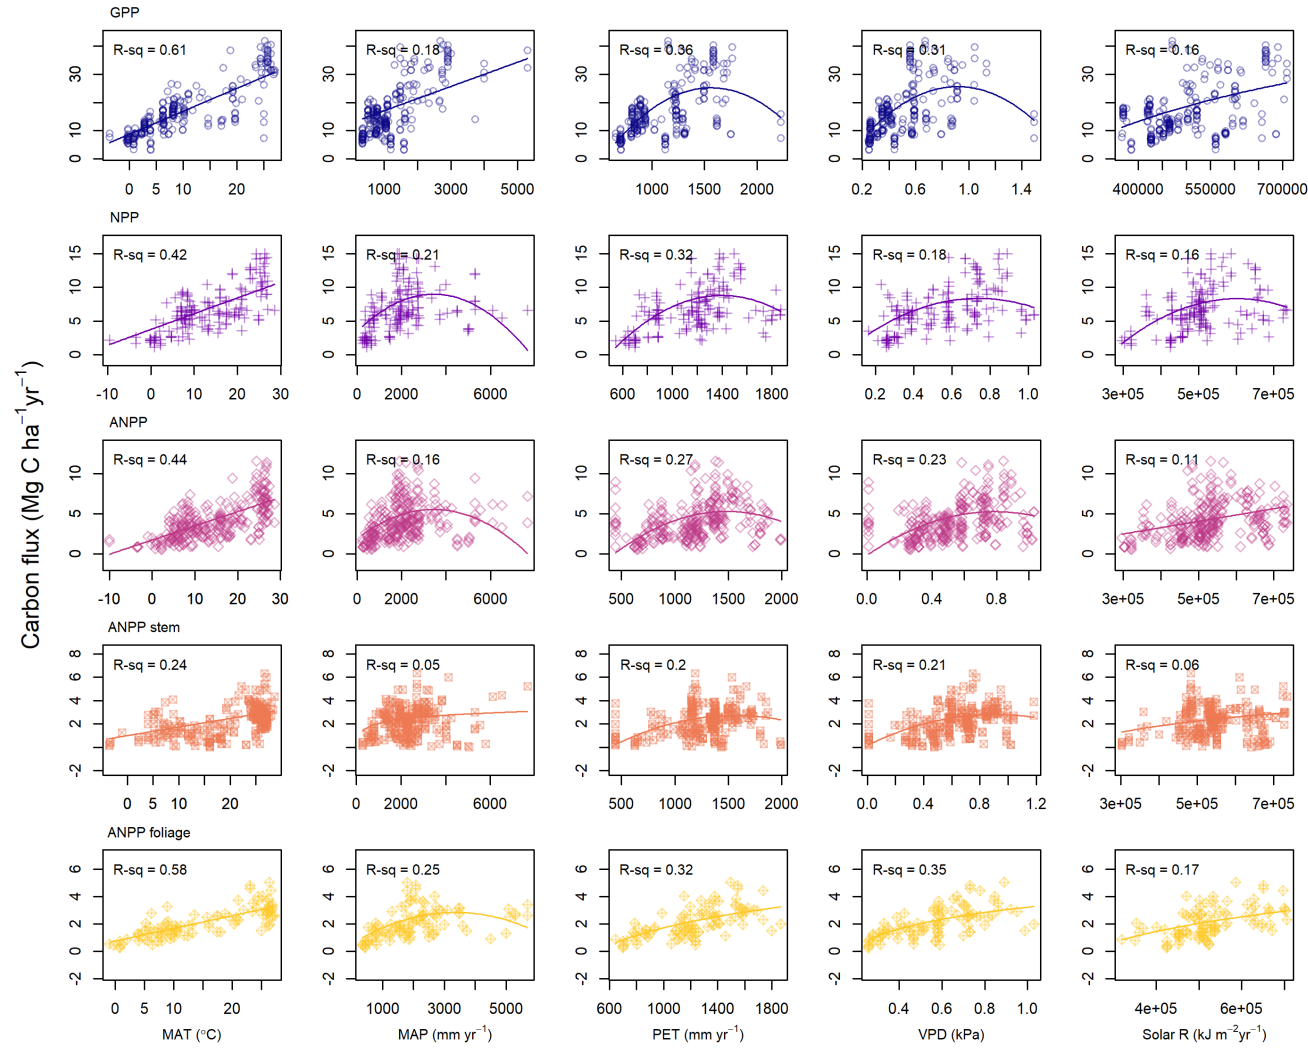 GPP
R-sq = 0.61
R-sq = 0.18
R-sq = 0.36
R-sq = 0.31
R-sq = 0.16
0 10 30
0 5 10 20
1000 3000 5000
1000 1500 2000
0.2 0.6 1.0 1.4
400000 550000 700000
NPP
R-sq = 0.42
R-sq = 0.21
R-sq = 0.32
R-sq = 0.18
R-sq = 0.16
0 5 10 15
-10 0 10 20 30
0 2000 6000
600 1000 1400 1800
0.2 0.4 0.6 0.8 1.0
3e+05 5e+05 7e+05
ANPP
R-sq = 0.44
R-sq = 0.16
R-sq = 0.27
R-sq = 0.23
R-sq = 0.11
0 5 10
-10 0 10 20 30
0 2000 6000
500 1000 1500 2000
0.0 0.4 0.8
3e+05 5e+05 7e+05
Carbon flux (Mg C ha⁻¹yr⁻¹)
ANPP stem
R-sq = 0.24
R-sq = 0.05
R-sq = 0.2
R-sq = 0.21
R-sq = 0.06
-2 2 4 6 8
0 5 10 20
0 2000 6000
500 1000 1500 2000
0.0 0.4 0.8 1.2
3e+05 5e+05 7e+05
ANPP foliage
R-sq = 0.58
R-sq = 0.25
R-sq = 0.32
R-sq = 0.35
R-sq = 0.17
-2 0 2 4 6
0 5 10 20
1000 3000 5000
600 1000 1400 1800
0.4 0.6 0.8 1.0
4e+05 6e+05
MAT (°C)
MAP (mm yr⁻¹)
PET (mm yr⁻¹)
VPD (kPa)
Solar R (kJ m⁻²yr⁻¹)